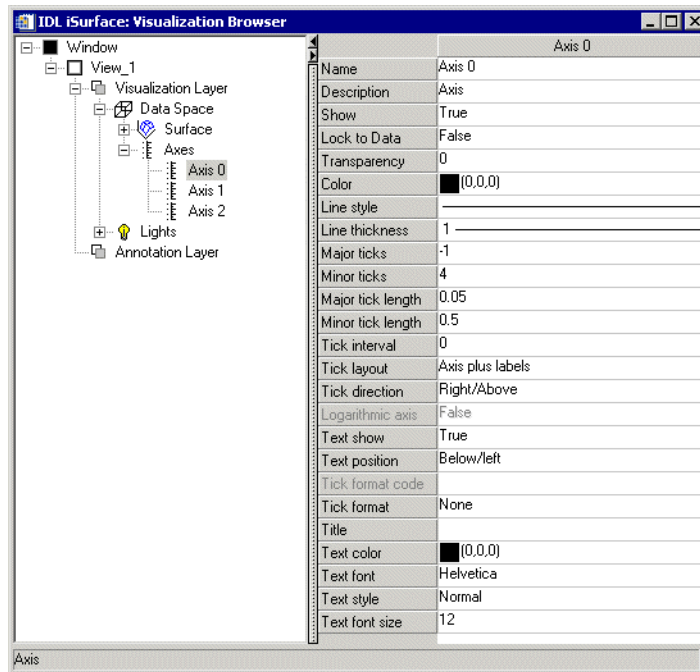 IDL iSurface: Visualization Browser
Window
View_1
Visualization Layer
Data Space
Surface
Axes
Axis 0
Axis 1
Axis 2
Lights
Annotation Layer
Axis 0
Name Axis 0
Description Axis
Show True
Lock to Data False
Transparency 0
Color (0,0,0)
Line style
Line thickness 1
Major ticks -1
Minor ticks 4
Major tick length 0.05
Minor tick length 0.5
Tick interval 0
Tick layout Axis plus labels
Tick direction Right/Above
Logarithmic axis False
Text show True
Text position Below/left
Tick format code
Tick format None
Title
Text color (0,0,0)
Text font Helvetica
Text style Normal
Text font size 12
Axis